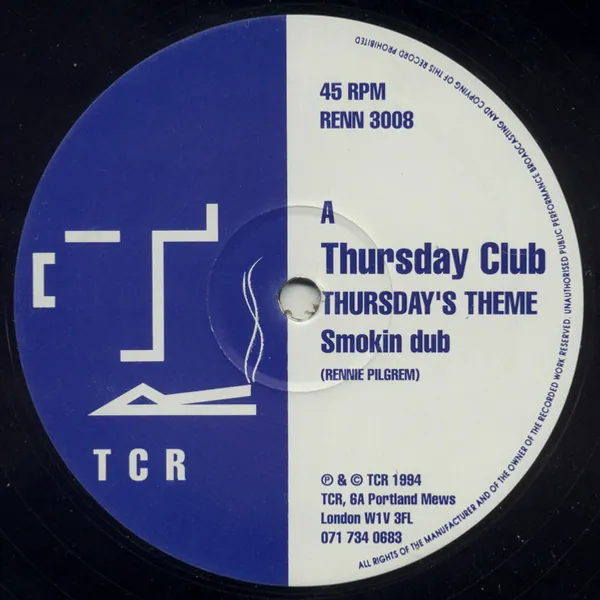 45 RPM
RENN 3008
A
Thursday Club
THURSDAY'S THEME
Smokin dub
(RENNIE PILGREM)
TCR
℗ & © TCR 1994
TCR, 6A Portland Mews
London W1V 3FL
071 734 0683
ALL RIGHTS OF THE MANUFACTURER AND OF THE OWNER OF THE RECORDED WORK RESERVED. UNAUTHORISED PUBLIC PERFORMANCE BROADCASTING AND COPYING OF THIS RECORD PROHIBITED